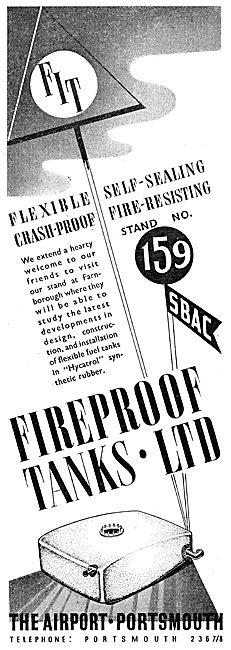 FIT
FLEXIBLE
CRASH-PROOF
SELF-SEALING
FIRE-RESISTING
STAND NO.
159
SBAC
We extend a hearty
welcome to our
friends to visit
our stand at Farn-
borough where they
will be able to
study the latest
developments in
design, construc-
tion, and installation
of flexible fuel tanks
in "Hycatrol" syn-
thetic rubber.
FIREPROOF
TANKS · LTD
THE AIRPORT · PORTSMOUTH
TELEPHONE: PORTSMOUTH 2367/8